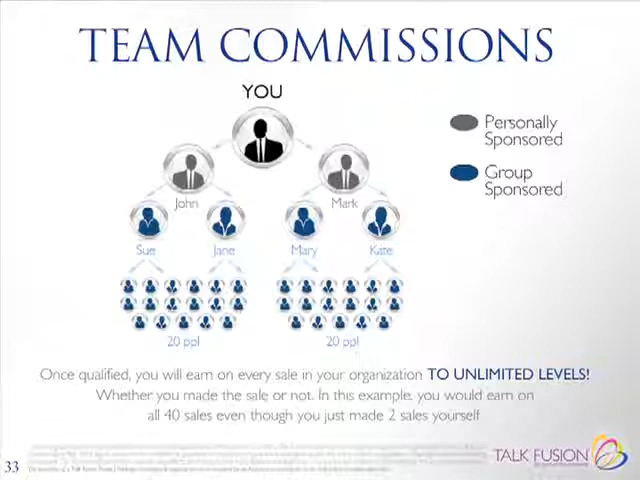 TEAM COMMISSIONS
YOU
Personally
Sponsored
Group
Sponsored
John
Mark
Sue
Jane
Mary
Kate
20 ppl
20 ppl
Once qualified, you will earn on every sale in your organization TO UNLIMITED LEVELS!
Whether you made the sale or not. In this example, you would earn on
all 40 sales even though you just made 2 sales yourself
33
TALK FUSION